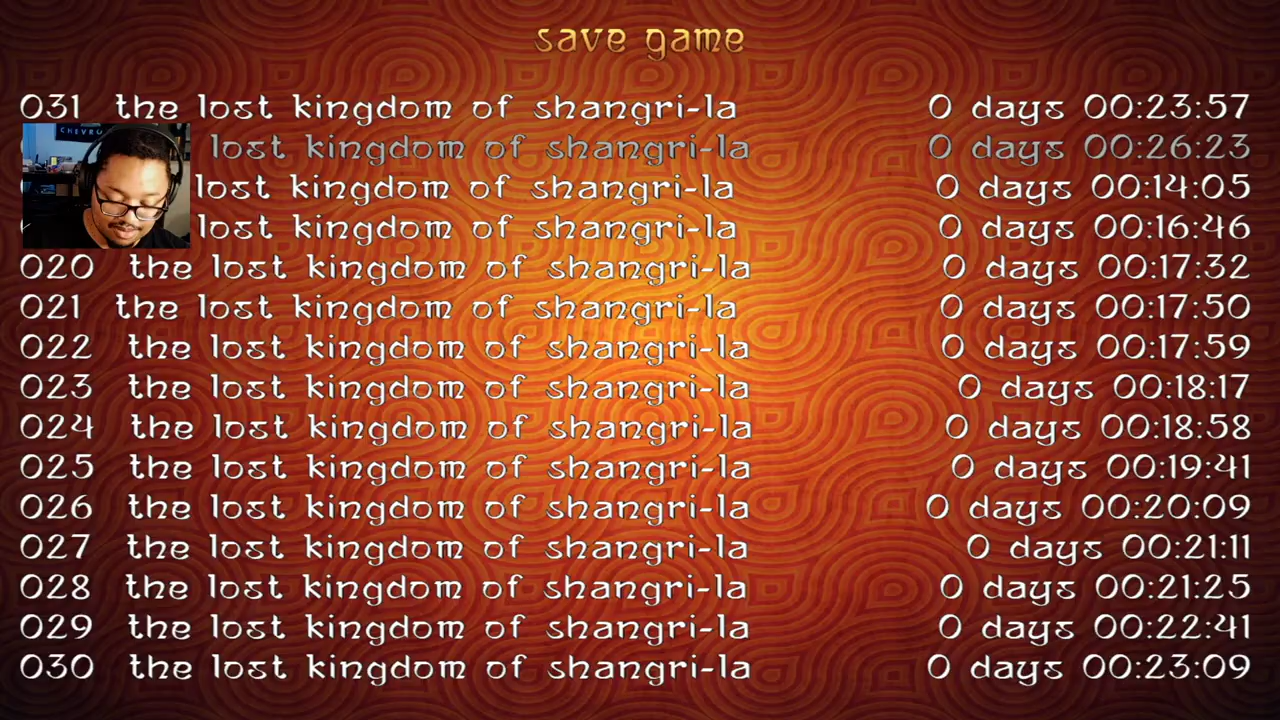 save game
031 the lost kingdom of shangri-la 0 days 00:23:57
CHEVRO
lost kingdom of shangri-la 0 days 00:26:23
lost kingdom of shangri-la 0 days 00:14:05
lost kingdom of shangri-la 0 days 00:16:46
020 the lost kingdom of shangri-la 0 days 00:17:32
021 the lost kingdom of shangri-la 0 days 00:17:50
022 the lost kingdom of shangri-la 0 days 00:17:59
023 the lost kingdom of shangri-la 0 days 00:18:17
024 the lost kingdom of shangri-la 0 days 00:18:58
025 the lost kingdom of shangri-la 0 days 00:19:41
026 the lost kingdom of shangri-la 0 days 00:20:09
027 the lost kingdom of shangri-la 0 days 00:21:11
028 the lost kingdom of shangri-la 0 days 00:21:25
029 the lost kingdom of shangri-la 0 days 00:22:41
030 the lost kingdom of shangri-la 0 days 00:23:09